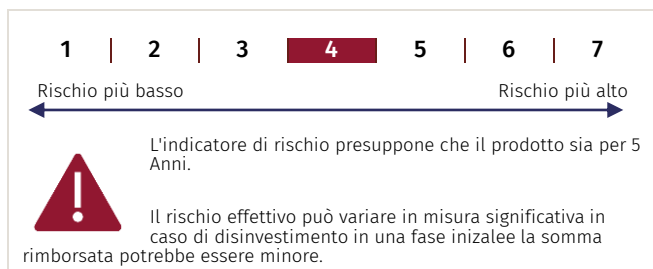 1 | 2 | 3 | 4 | 5 | 6 | 7
Rischio più basso Rischio più alto
L'indicatore di rischio presuppone che il prodotto sia per 5
Anni.
Il rischio effettivo può variare in misura significativa in
caso di disinvestimento in una fase inizalee la somma
rimborsata potrebbe essere minore.